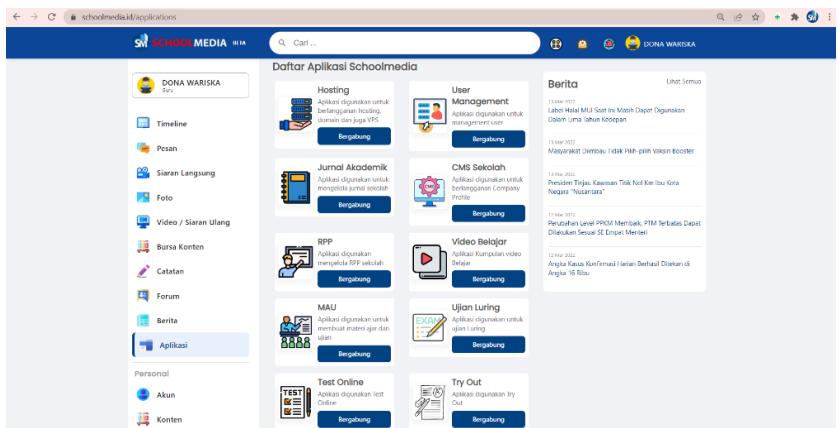 schoolmedia.id/applications
SCHOOLMEDIA BETA
Cari ...
DONA WARISKA
DONA WARISKA
Guru
Timeline
Pesan
Siaran Langsung
Foto
Video / Siaran Ulang
Bursa Konten
Catatan
Forum
Berita
Aplikasi
Personal
Akun
Konten
Daftar Aplikasi Schoolmedia
Hosting
Aplikasi digunakan untuk
berlangganan hosting,
domain dan juga VPS
Bergabung
User
Management
Aplikasi digunakan untuk
management user
Bergabung
Jurnal Akademik
Aplikasi digunakan untuk
mengelola jurnal sekolah
Bergabung
CMS Sekolah
Aplikasi digunakan untuk
berlangganan Company
Profile
Bergabung
RPP
Aplikasi digunakan
mengelola RPP sekolah
Bergabung
Video Belajar
Aplikasi Kumpulan video
Belajar
Bergabung
MAU
Aplikasi digunakan untuk
membuat materi ajar dan
ujian
Bergabung
Ujian Luring
Aplikasi digunakan untuk
ujian Luring
Bergabung
Test Online
Aplikasi digunakan Test
Online
Bergabung
Try Out
Aplikasi digunakan Try
Out
Bergabung
Berita
Lihat Semua
Label Halal MUI Saat Ini Masih Dapat Digunakan
Dalam Lima Tahun Kedepan
Masyarakat Diimbau Tidak Pilih-pilih Vaksin Booster
Presiden Tinjau Kawasan Titik Nol Km Ibu Kota
Negara "Nusantara"
Perubahan Level PPKM Membaik, PTM Terbatas Dapat
Dilakukan Sesuai SE Empat Menteri
Angka Kasus Konfirmasi Harian Berhasil Ditekan di
Angka 16 Ribu